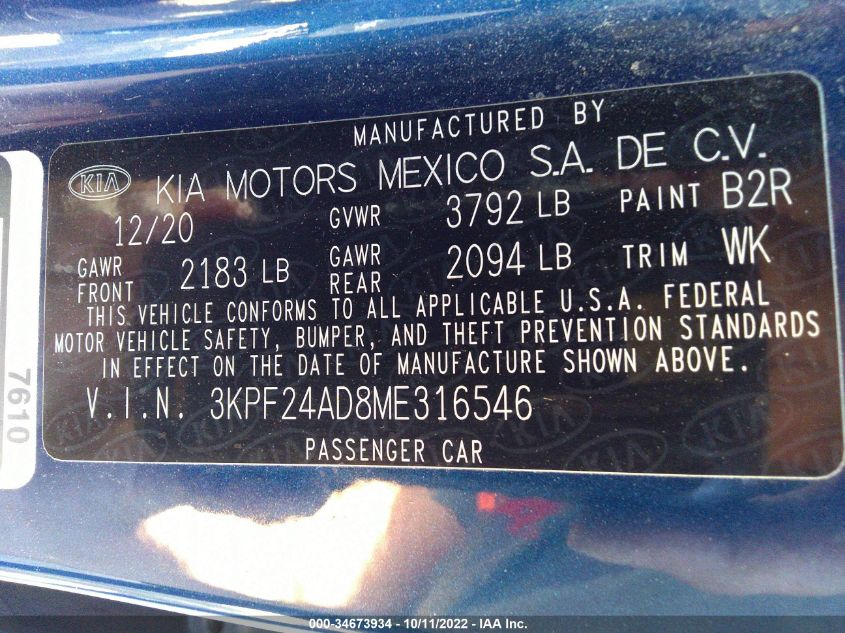 MANUFACTURED BY
KIA KIA MOTORS MEXICO S.A. DE C.V.
12/20 GVWR 3792 LB PAINT B2R
GAWR FRONT 2183 LB GAWR REAR 2094 LB TRIM WK
THIS VEHICLE CONFORMS TO ALL APPLICABLE U.S.A. FEDERAL
MOTOR VEHICLE SAFETY, BUMPER, AND THEFT PREVENTION STANDARDS
IN EFFECT ON THE DATE OF MANUFACTURE SHOWN ABOVE.
V.I.N. 3KPF24AD8ME316546
PASSENGER CAR
7610
000-34673934 - 10/11/2022 - IAA Inc.